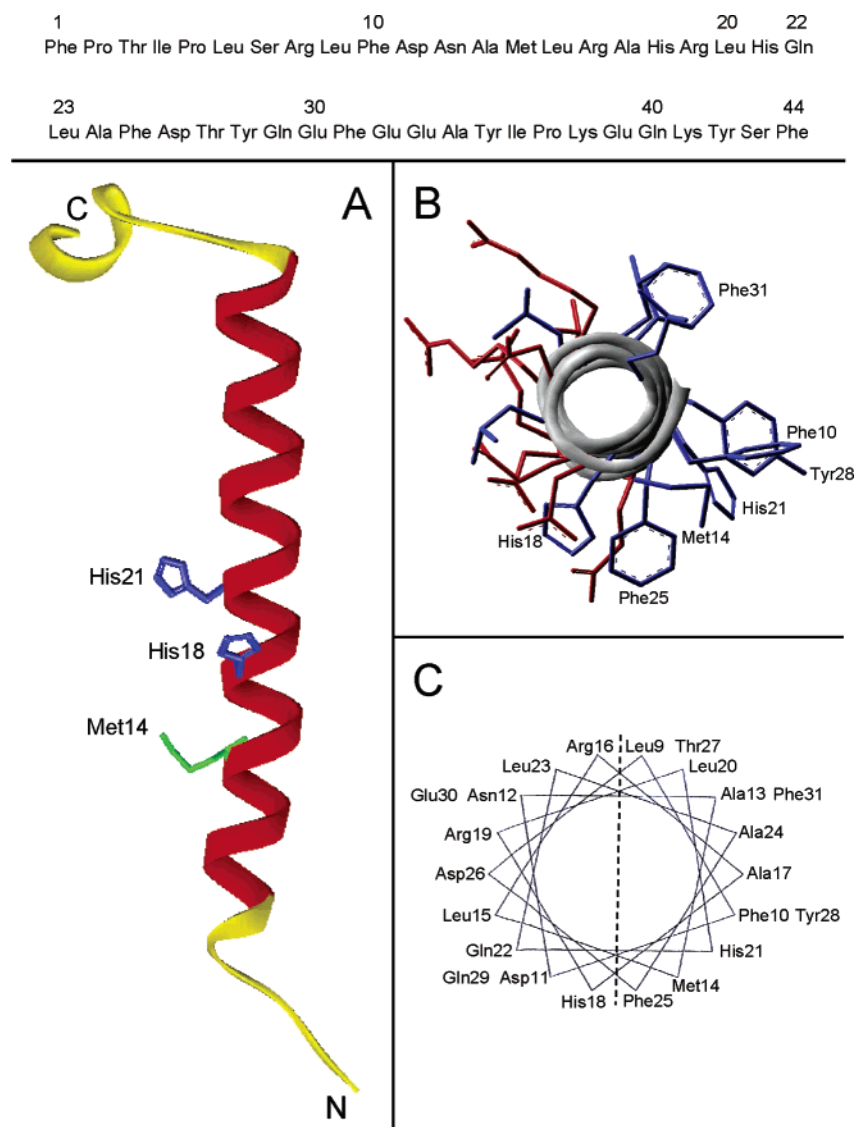 1 10 20 22
Phe Pro Thr Ile Pro Leu Ser Arg Leu Phe Asp Asn Ala Met Leu Arg Ala His Arg Leu His Gln
23 30 40 44
Leu Ala Phe Asp Thr Tyr Gln Glu Phe Glu Glu Ala Tyr Ile Pro Lys Glu Gln Lys Tyr Ser Phe
A
C
His21
His18
Met14
N
B
Phe31
Phe10
Tyr28
His21
Met14
His18
Phe25
C
Arg16 Leu9 Thr27
Leu23 Leu20
Glu30 Asn12 Ala13 Phe31
Arg19 Ala24
Asp26 Ala17
Leu15 Phe10 Tyr28
Gln22 His21
Gln29 Asp11 Met14
His18 Phe25